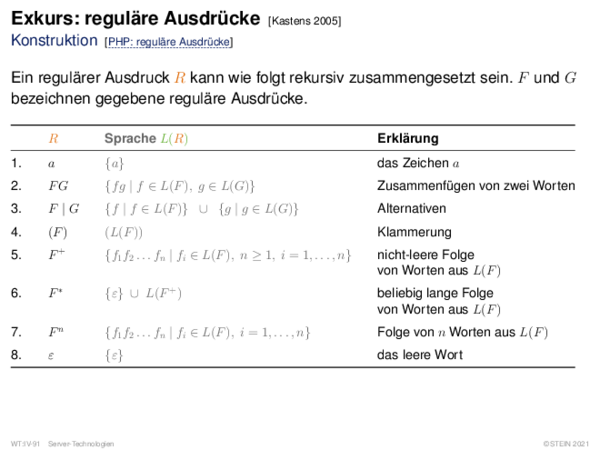 Exkurs: reguläre Ausdrücke [Kastens 2005]
Konstruktion [PHP: reguläre Ausdrücke]
Ein regulärer Ausdruck R kann wie folgt rekursiv zusammengesetzt sein. F und G
bezeichnen gegebene reguläre Ausdrücke.
R Sprache L(R) Erklärung
1. a {a} das Zeichen a
2. FG {fg | f ∈ L(F), g ∈ L(G)} Zusammenfügen von zwei Worten
3. F | G {f | f ∈ L(F)} ∪ {g | g ∈ L(G)} Alternativen
4. (F) (L(F)) Klammerung
5. F⁺ {f₁f₂ … fₙ | fᵢ ∈ L(F), n ≥ 1, i = 1, …, n} nicht-leere Folge
von Worten aus L(F)
6. F* {ε} ∪ L(F⁺) beliebig lange Folge
von Worten aus L(F)
7. Fⁿ {f₁f₂ … fₙ | fᵢ ∈ L(F), i = 1, …, n} Folge von n Worten aus L(F)
8. ε {ε} das leere Wort
WT:IV-91 Server-Technologien ©STEIN 2021